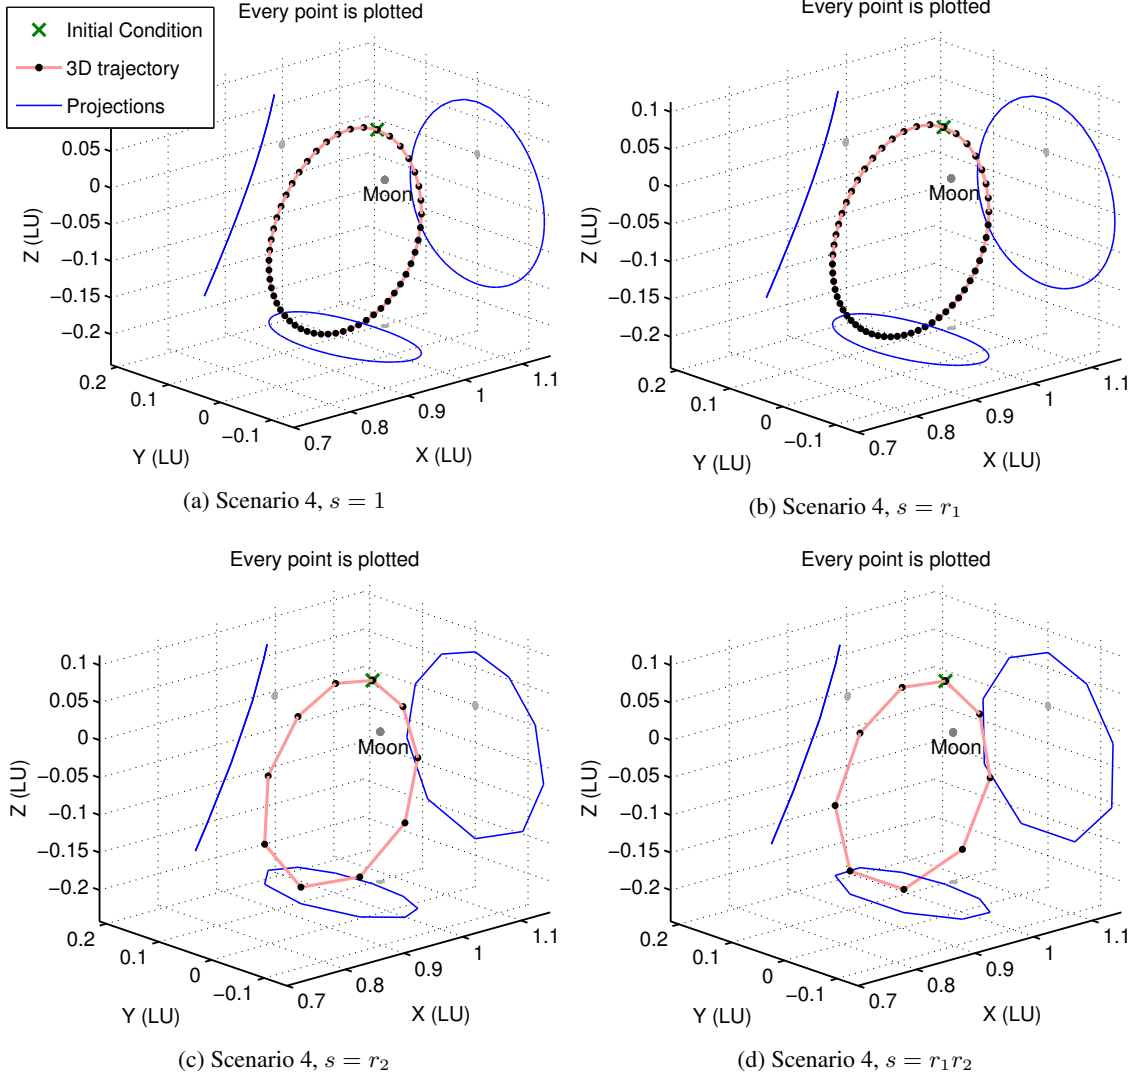 Every point is plotted
Initial Condition
3D trajectory
Projections
0.05
0
−0.05
−0.1
−0.15
−0.2
Z (LU)
Moon
0.2
0.1
0
−0.1
Y (LU)
0.7
0.8
0.9
1
1.1
X (LU)
(a) Scenario 4, s = 1
Every point is plotted
0.1
0.05
0
−0.05
−0.1
−0.15
−0.2
Z (LU)
Moon
0.2
0.1
0
−0.1
Y (LU)
0.7
0.8
0.9
1
1.1
X (LU)
(b) Scenario 4, s = r₁
Every point is plotted
0.1
0.05
0
−0.05
−0.1
−0.15
−0.2
Z (LU)
Moon
0.2
0.1
0
−0.1
Y (LU)
0.7
0.8
0.9
1
1.1
X (LU)
(c) Scenario 4, s = r₂
Every point is plotted
0.1
0.05
0
−0.05
−0.1
−0.15
−0.2
Z (LU)
Moon
0.2
0.1
0
−0.1
Y (LU)
0.7
0.8
0.9
1
1.1
X (LU)
(d) Scenario 4, s = r₁r₂